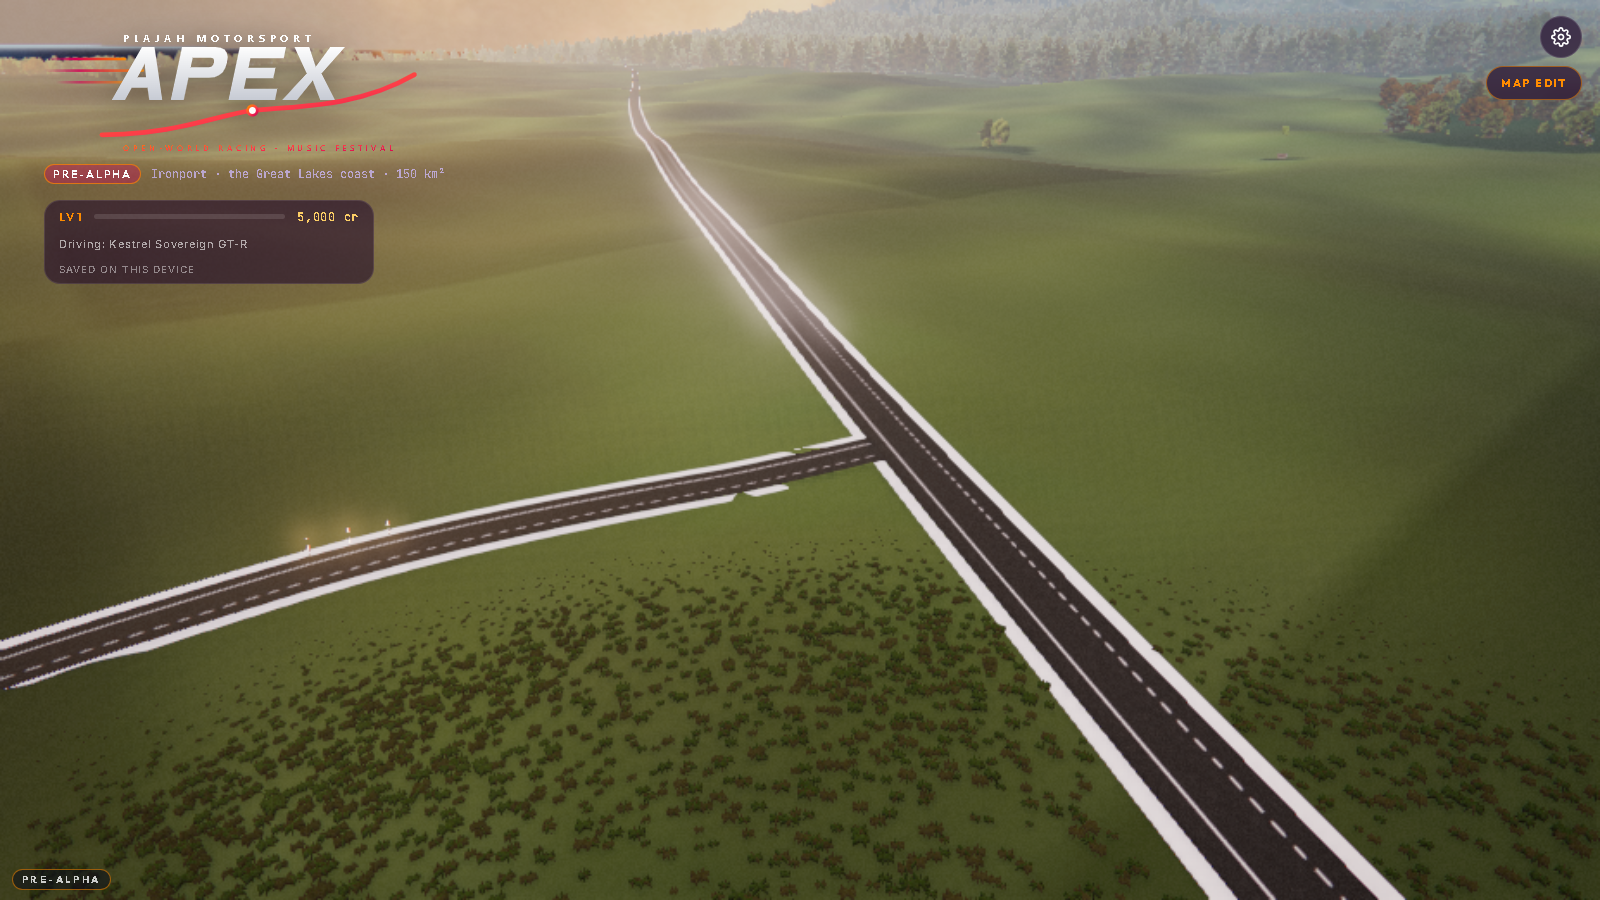 PLAJAH MOTORSPORT
APEX
RACING · MUSIC FESTIVAL
PRE-ALPHA Ironport · the Great Lakes coast · 150 km²
LV1 5,000 cr
Driving: Kestrel Sovereign GT-R
SAVED ON THIS DEVICE
MAP EDIT
PRE-ALPHA